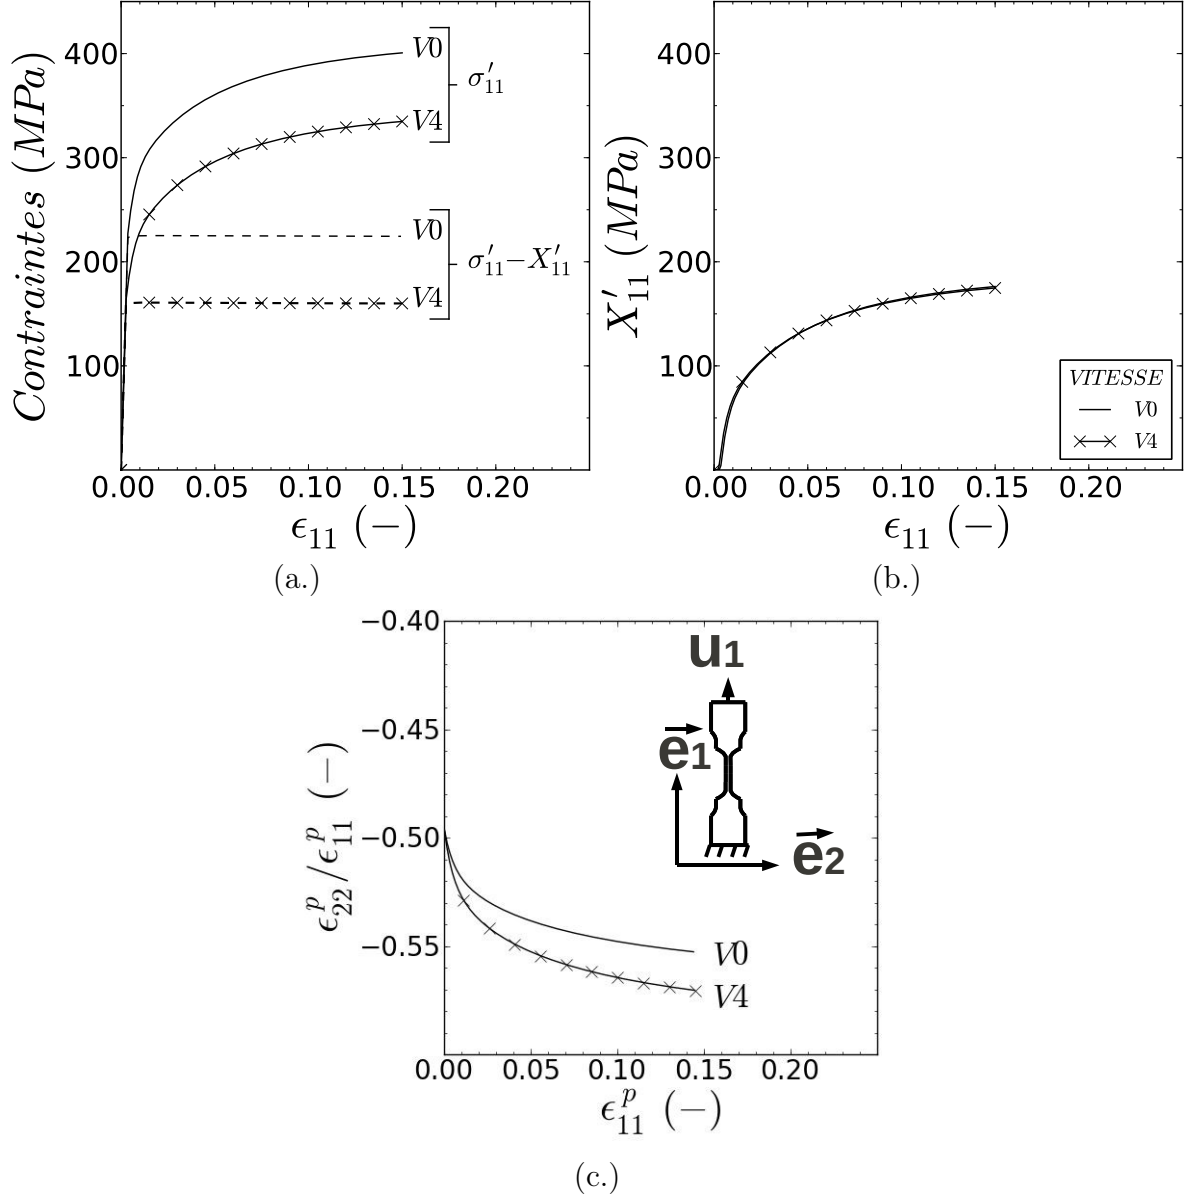 Contraintes (MPa)
400
300
200
100
V0
V4
σ′11
V0
V4
σ′11−X′11
0.00 0.05 0.10 0.15 0.20
ϵ11 (−)
(a.)
X′11 (MPa)
400
300
200
100
VITESSE
V0
V4
0.00 0.05 0.10 0.15 0.20
ϵ11 (−)
(b.)
ϵp22/ϵp11 (−)
−0.40
−0.45
−0.50
−0.55
u1
e1
e2
V0
V4
0.00 0.05 0.10 0.15 0.20
ϵp11 (−)
(c.)